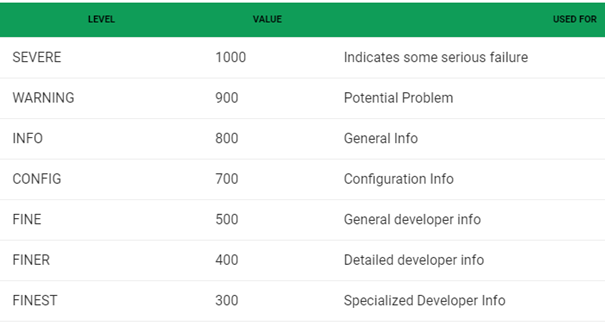 LEVEL VALUE USED FOR
SEVERE 1000 Indicates some serious failure
WARNING 900 Potential Problem
INFO 800 General Info
CONFIG 700 Configuration Info
FINE 500 General developer info
FINER 400 Detailed developer info
FINEST 300 Specialized Developer Info